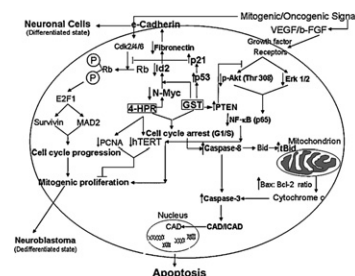 Neuronal Cells
(Differentiated state)
e-Cadherin
Mitogenic/Oncogenic Signal
VEGF/b-FGF
Growth factor
Receptors
Cdk2/4/6
Fibronectin
p21
P
Rb
Rb
Id2
p53
p-Akt (Thr 308)
Erk 1/2
P
N-Myc
E2F1
4-HPR
GST
PTEN
NF-κB (p65)
Survivin
MAD2
Cell cycle arrest (G1/S)
PCNA
hTERT
Caspase-8
Bid
tBid
Mitochondrion
Cell cycle progression
Bax: Bcl-2 ratio
Mitogenic proliferation
Caspase-3
Cytochrome c
Nucleus
CAD
CAD/ICAD
Neuroblastoma
(Dedifferentiated state)
Apoptosis